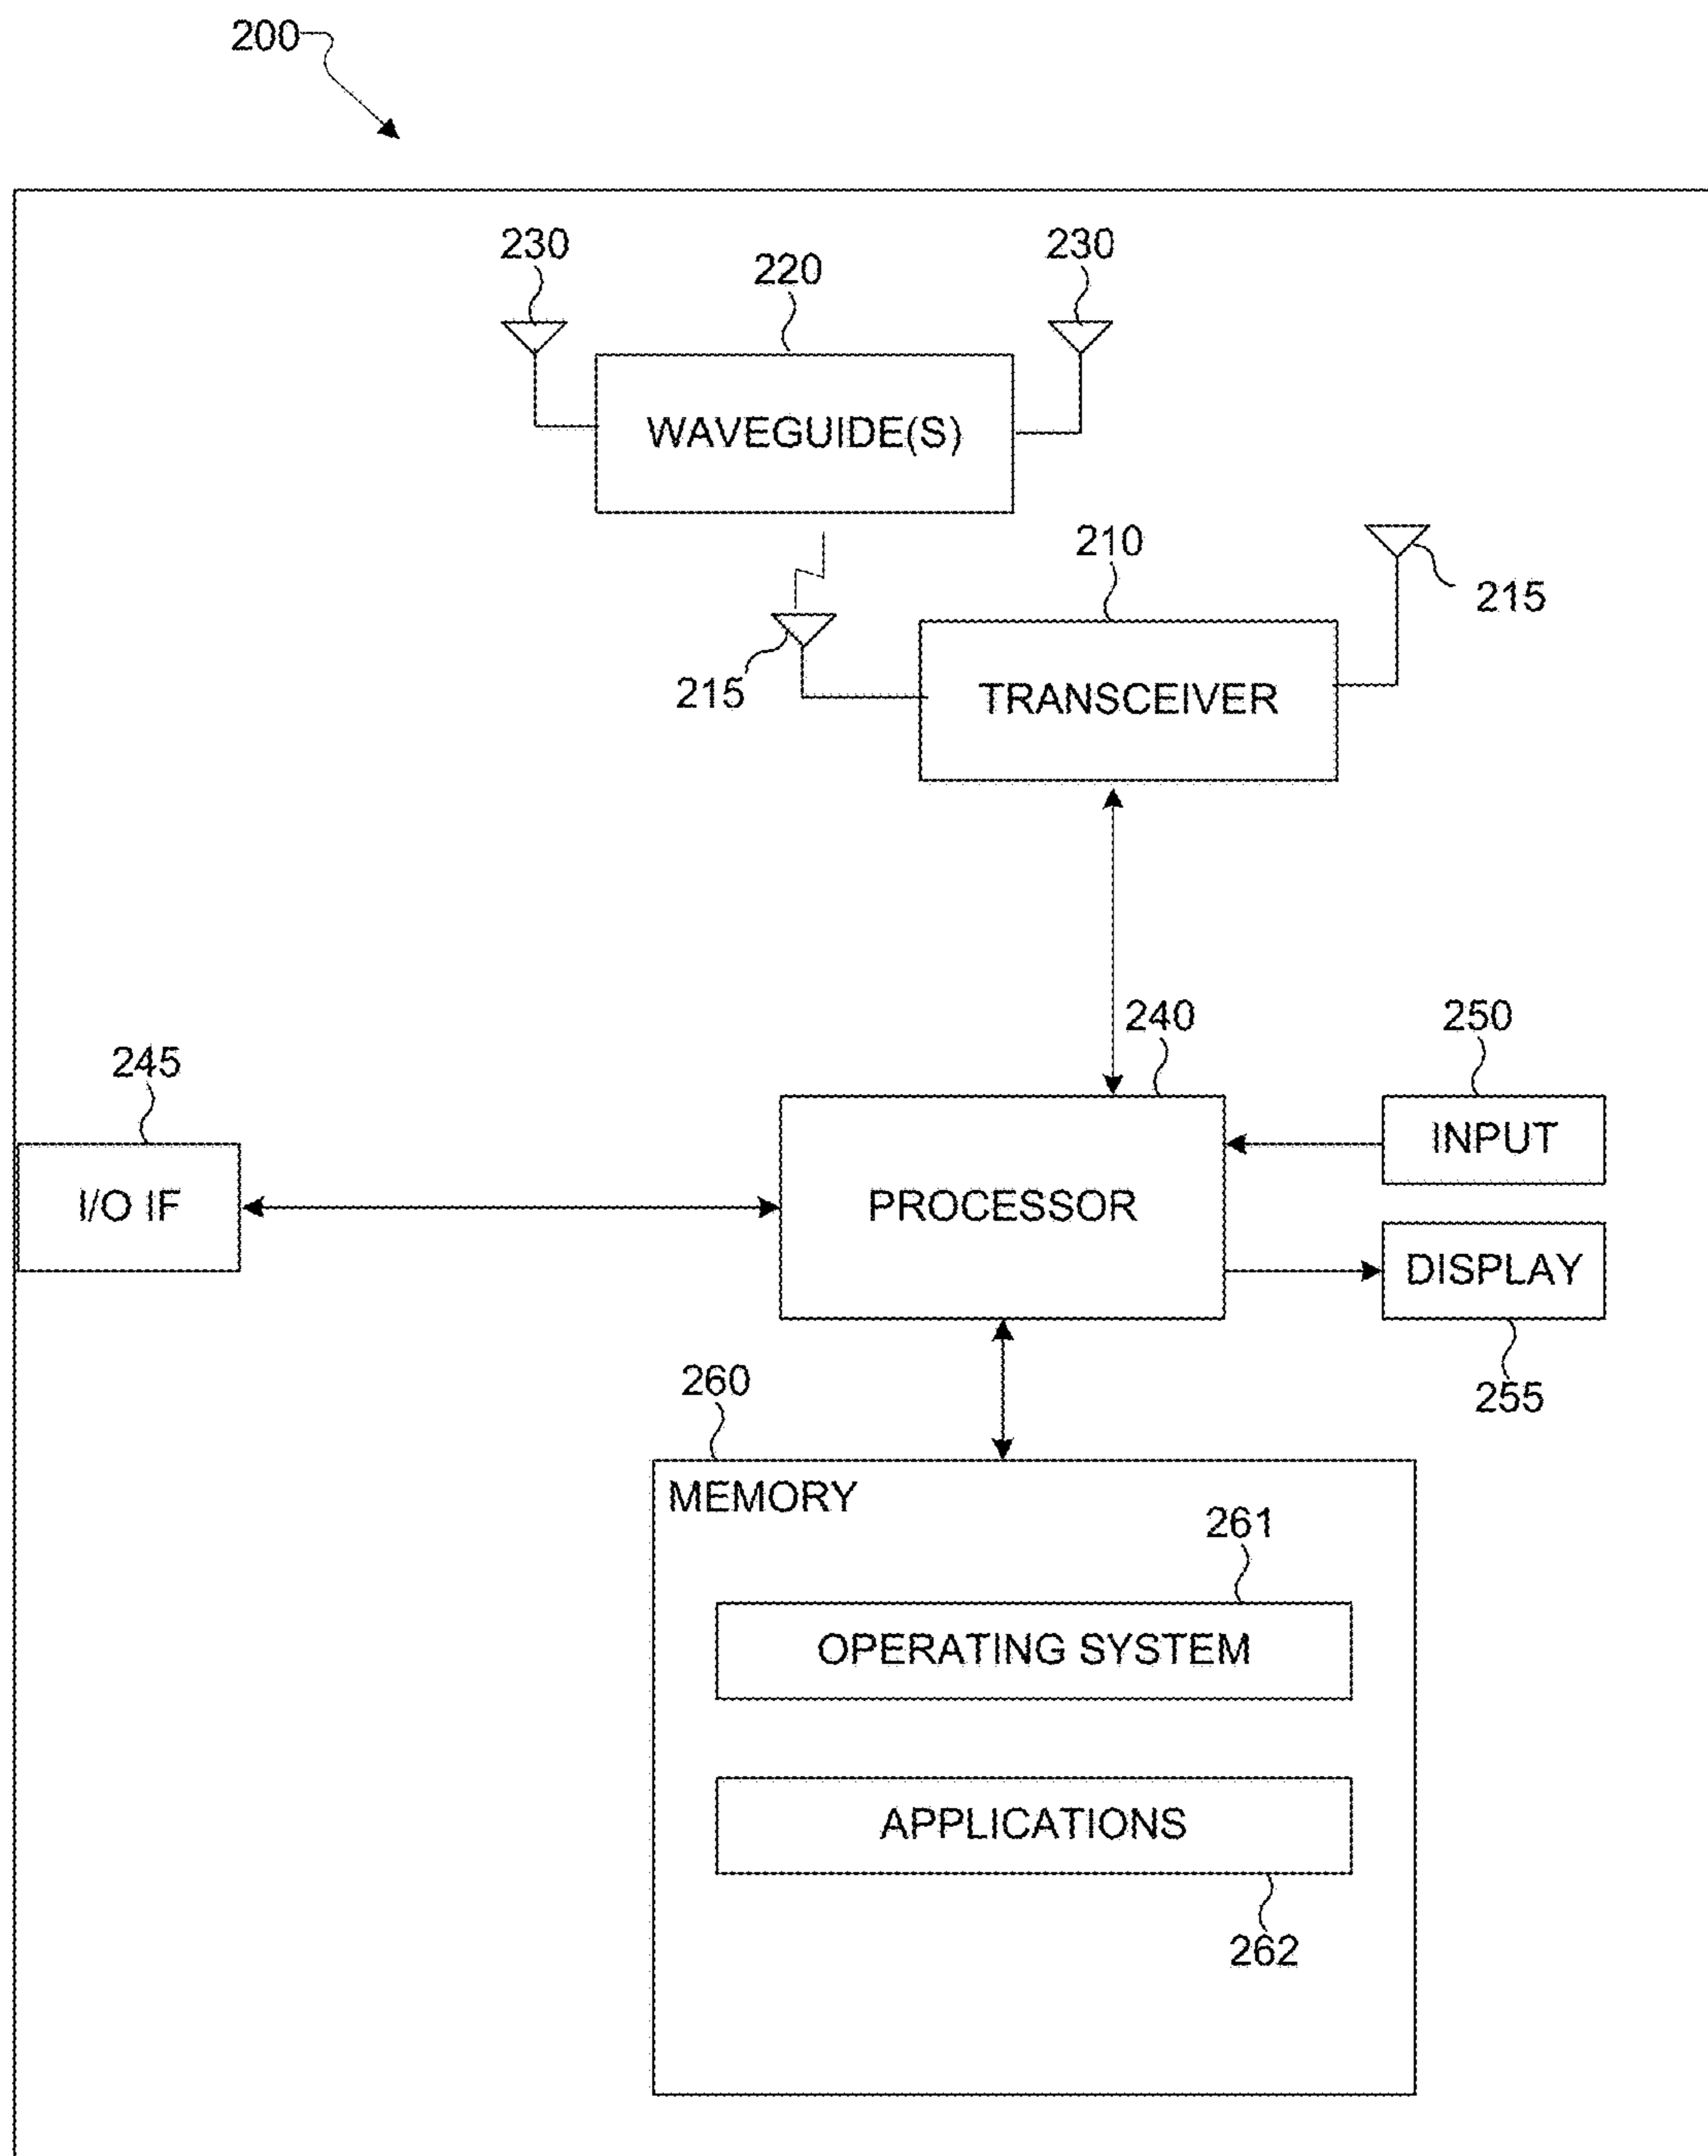 200
230
220
230
WAVEGUIDE(S)
210
215
215
TRANSCEIVER
240
250
245
INPUT
I/O IF
PROCESSOR
DISPLAY
260
255
MEMORY
261
OPERATING SYSTEM
APPLICATIONS
262